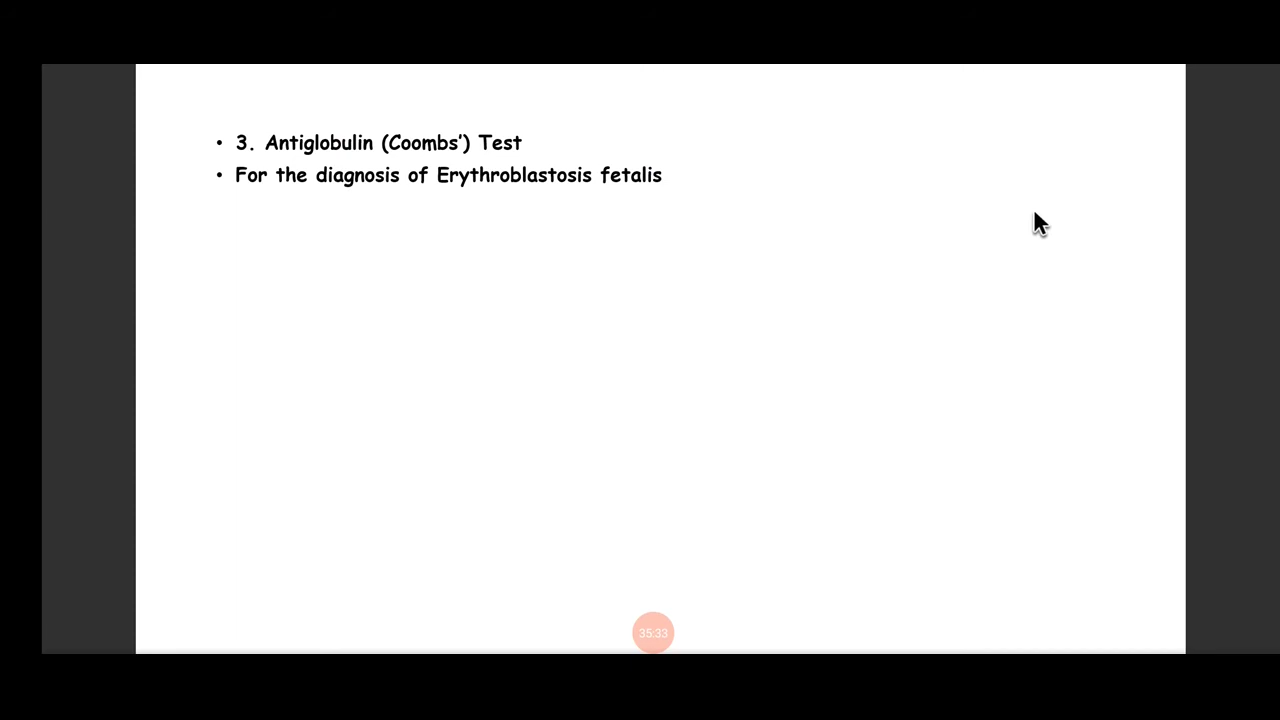 • 3. Antiglobulin (Coombs’) Test
• For the diagnosis of Erythroblastosis fetalis
35:33